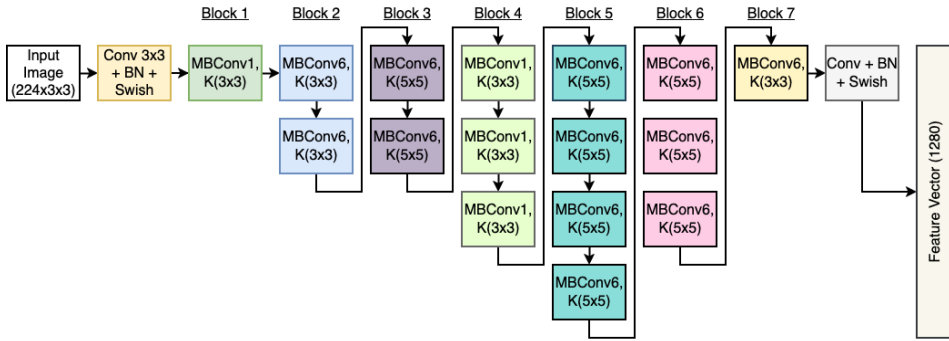 Block 1
Block 2
Block 3
Block 4
Block 5
Block 6
Block 7
Input
Image
(224x3x3)
Conv 3x3
+ BN +
Swish
MBConv1,
K(3x3)
MBConv6,
K(3x3)
MBConv6,
K(3x3)
MBConv6,
K(5x5)
MBConv6,
K(5x5)
MBConv1,
K(3x3)
MBConv1,
K(3x3)
MBConv1,
K(3x3)
MBConv6,
K(5x5)
MBConv6,
K(5x5)
MBConv6,
K(5x5)
MBConv6,
K(5x5)
MBConv6,
K(5x5)
MBConv6,
K(5x5)
MBConv6,
K(5x5)
MBConv6,
K(3x3)
Conv + BN
+ Swish
Feature Vector (1280)